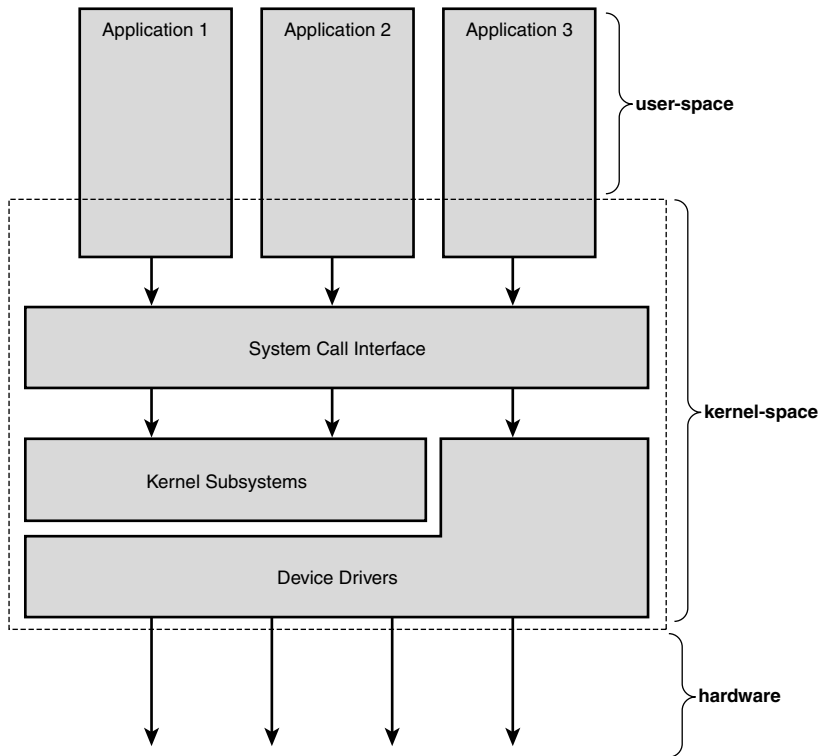 Application 1
Application 2
Application 3
user-space
System Call Interface
kernel-space
Kernel Subsystems
Device Drivers
hardware